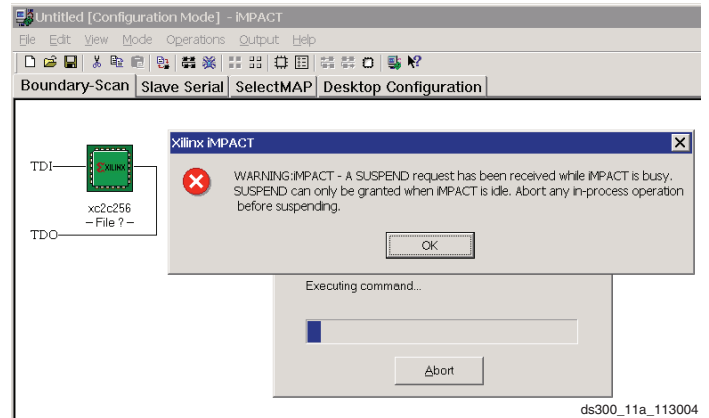 Untitled [Configuration Mode] - iMPACT
File Edit View Mode Operations Output Help
Boundary-Scan Slave Serial SelectMAP Desktop Configuration
Xilinx iMPACT
TDI
XILINX
WARNING:iMPACT - A SUSPEND request has been received while iMPACT is busy.
SUSPEND can only be granted when iMPACT is idle. Abort any in-process operation
before suspending.
xc2c256
– File ? –
TDO
OK
Executing command...
Abort
ds300_11a_113004